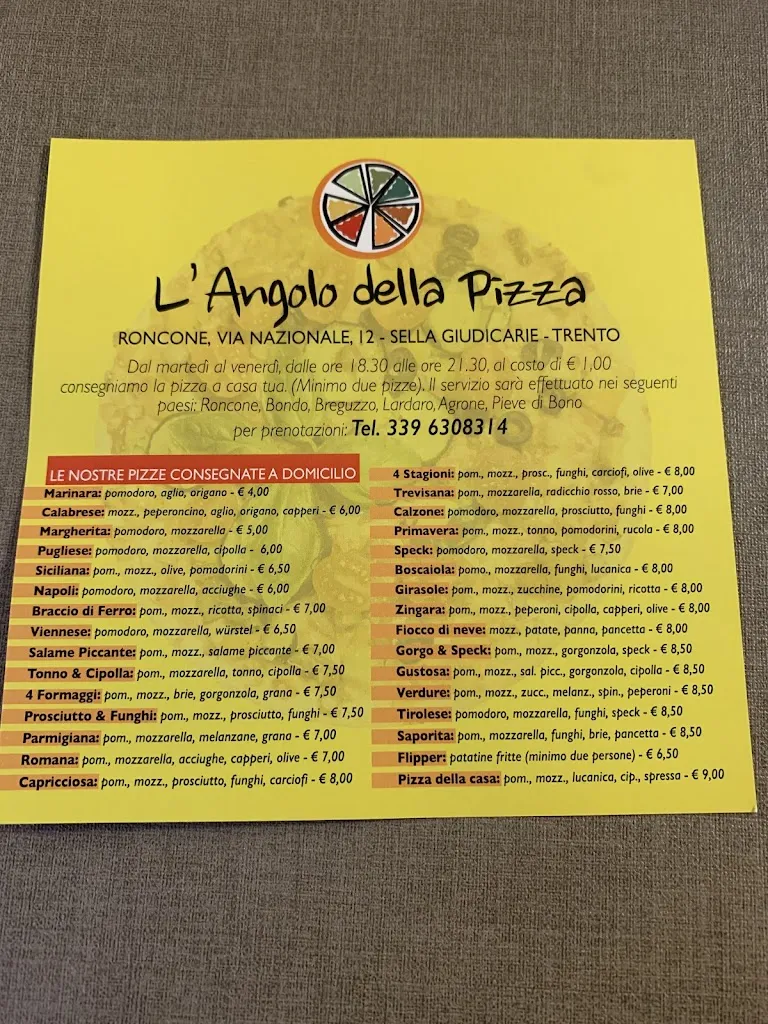 L'Angolo della Pizza
RONCONE, VIA NAZIONALE, 12 - SELLA GIUDICARIE - TRENTO
Dal martedì al venerdì, dalle ore 18.30 alle ore 21.30, al costo di € 1,00
consegniamo la pizza a casa tua. (Minimo due pizze). Il servizio sarà effettuato nei seguenti
paesi: Roncone, Bondo, Breguzzo, Lardaro, Agrone, Pieve di Bono
per prenotazioni: Tel. 339 6308314
LE NOSTRE PIZZE CONSEGNATE A DOMICILIO
Marinara: pomodoro, aglio, origano - € 4,00
Calabrese: mozz., peperoncino, aglio, origano, capperi - € 6,00
Margherita: pomodoro, mozzarella - € 5,00
Pugliese: pomodoro, mozzarella, cipolla - 6,00
Siciliana: pom., mozz., olive, pomodorini - € 6,50
Napoli: pomodoro, mozzarella, acciughe - € 6,00
Braccio di Ferro: pom., mozz., ricotta, spinaci - € 7,00
Viennese: pomodoro, mozzarella, würstel - € 6,50
Salame Piccante: pom., mozz., salame piccante - € 7,00
Tonno & Cipolla: pom., mozzarella, tonno, cipolla - € 7,50
4 Formaggi: pom., mozz., brie, gorgonzola, grana - € 7,50
Prosciutto & Funghi: pom., mozz., prosciutto, funghi - € 7,50
Parmigiana: pom., mozzarella, melanzane, grana - € 7,00
Romana: pom., mozzarella, acciughe, capperi, olive - € 7,00
Capricciosa: pom., mozz., prosciutto, funghi, carciofi - € 8,00
4 Stagioni: pom., mozz., prosc., funghi, carciofi, olive - € 8,00
Trevisana: pom., mozzarella, radicchio rosso, brie - € 7,00
Calzone: pomodoro, mozzarella, prosciutto, funghi - € 8,00
Primavera: pom., mozz., tonno, pomodorini, rucola - € 8,00
Speck: pomodoro, mozzarella, speck - € 7,50
Boscaiola: pomo., mozzarella, funghi, lucanica - € 8,00
Girasole: pom., mozz., zucchine, pomodorini, ricotta - € 8,00
Zingara: pom., mozz., peperoni, cipolla, capperi, olive - € 8,00
Fiocco di neve: mozz., patate, panna, pancetta - € 8,00
Gorgo & Speck: pom., mozz., gorgonzola, speck - € 8,50
Gustosa: pom., mozz., sal. picc., gorgonzola, cipolla - € 8,50
Verdure: pom., mozz., zucc., melanz., spin., peperoni - € 8,50
Tirolese: pomodoro, mozzarella, funghi, speck - € 8,50
Saporita: pom., mozzarella, funghi, brie, pancetta - € 8,50
Flipper: patatine fritte (minimo due persone) - € 6,50
Pizza della casa: pom., mozz., lucanica, cip., spressa - € 9,00